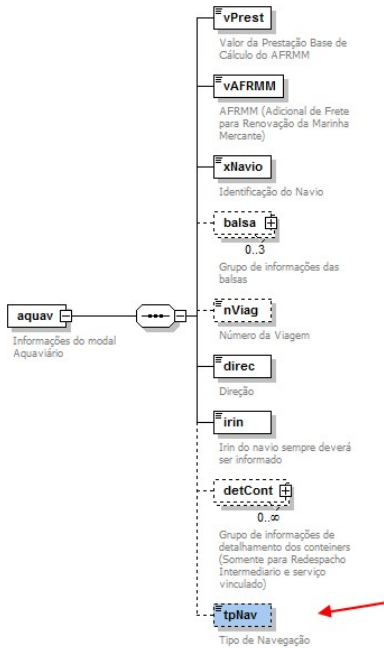 vPrest
Valor da Prestação Base de
Cálculo do AFRMM
vAFRMM
AFRMM (Adicional de Frete
para Renovação da Marinha
Mercante)
xNavio
Identificação do Navio
balsa
0..3
Grupo de informações das
balsas
aquav
Informações do modal
Aquaviário
nViag
Número da Viagem
direc
Direção
irin
Irin do navio sempre deverá
ser informado
detCont
0..∞
Grupo de informações de
detalhamento dos conteiners
(Somente para Redespacho
Intermediario e serviço
vinculado)
tpNav
Tipo de Navegação